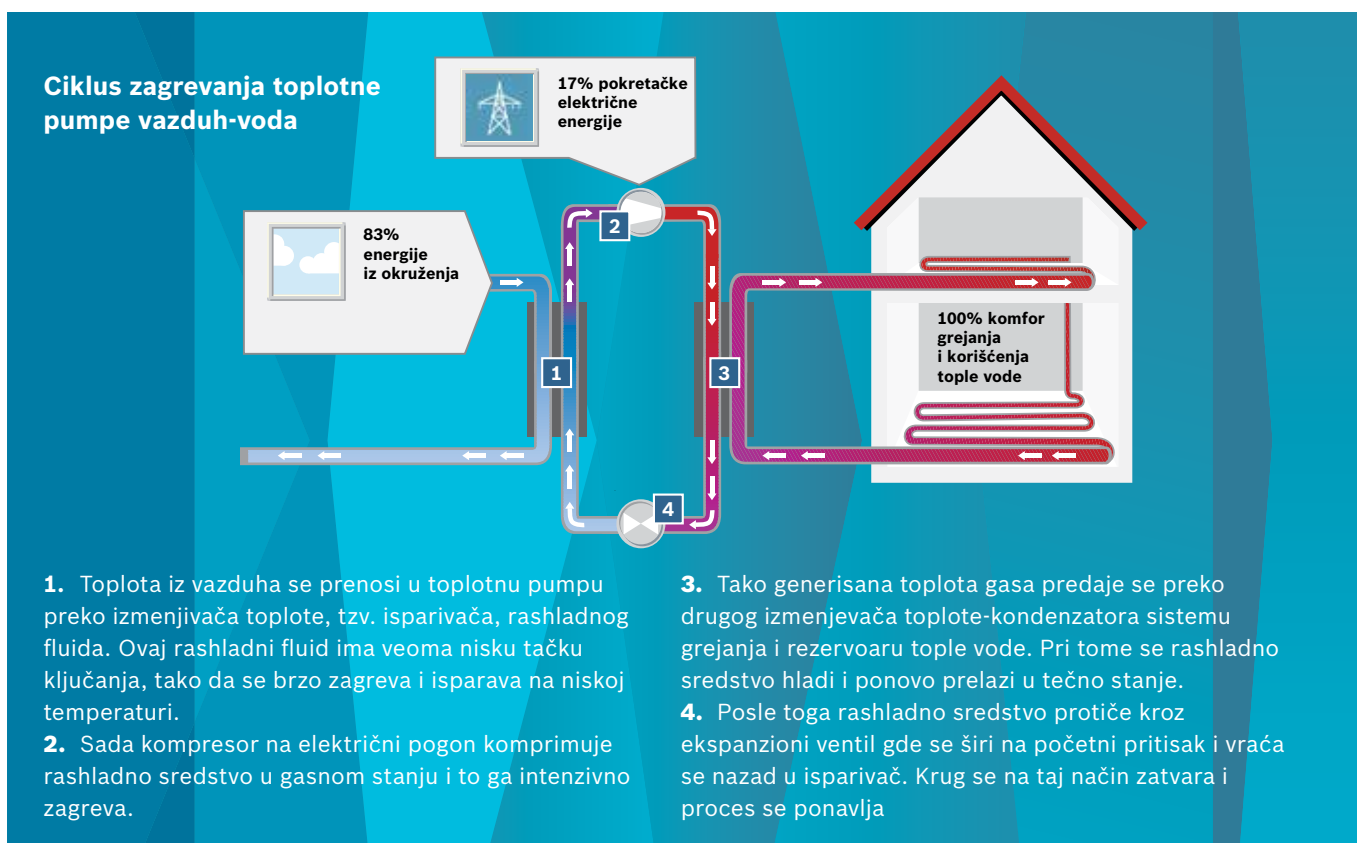 Ciklus zagrevanja toplotne
pumpe vazduh-voda
17% pokretačke
električne
energije
83%
energije
iz okruženja
2
1
3
4
100% komfor
grejanja
i korišćenja
tople vode
1. Toplota iz vazduha se prenosi u toplotnu pumpu
preko izmenjivača toplote, tzv. isparivača, rashladnog
fluida. Ovaj rashladni fluid ima veoma nisku tačku
ključanja, tako da se brzo zagreva i isparava na niskoj
temperaturi.
2. Sada kompresor na električni pogon komprimuje
rashladno sredstvo u gasnom stanju i to ga intenzivno
zagreva.
3. Tako generisana toplota gasa predaje se preko
drugog izmenjevača toplote-kondenzatora sistemu
grejanja i rezervoaru tople vode. Pri tome se rashladno
sredstvo hladi i ponovo prelazi u tečno stanje.
4. Posle toga rashladno sredstvo protiče kroz
ekspanzioni ventil gde se širi na početni pritisak i vraća
se nazad u isparivač. Krug se na taj način zatvara i
proces se ponavlja